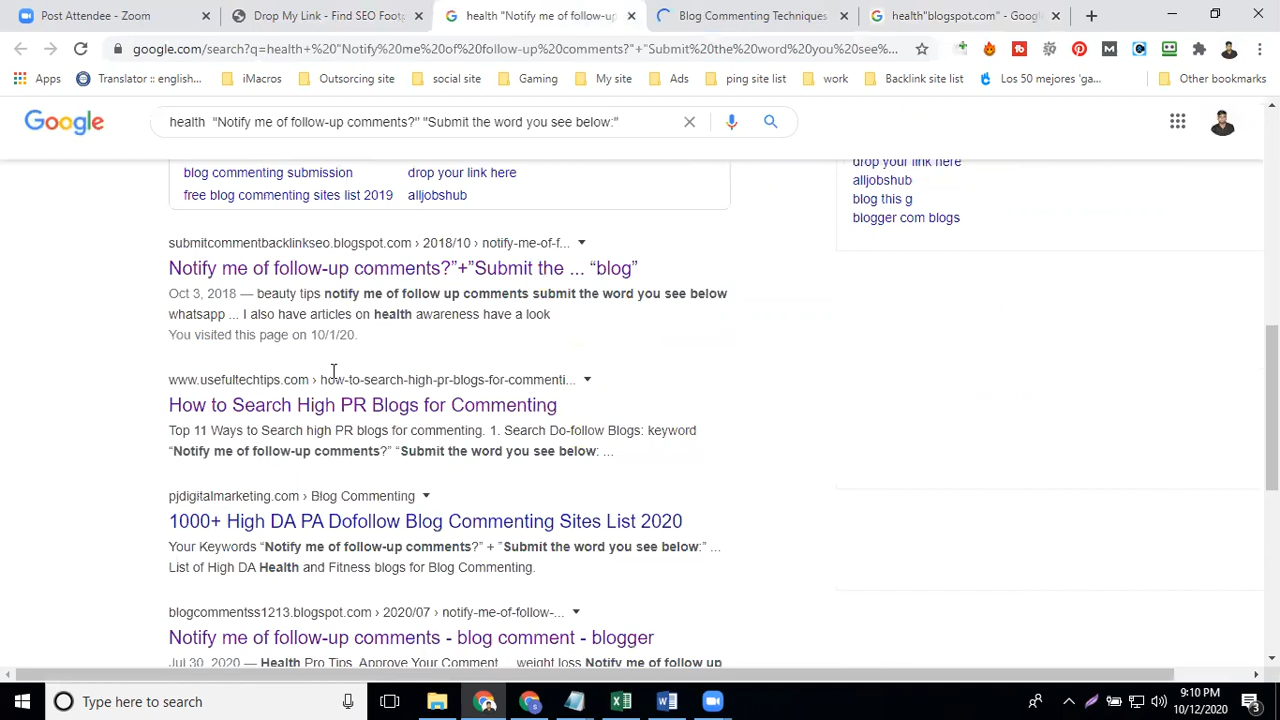 Post Attendee - Zoom
Drop My Link - Find SEO Footp
health "Notify me of follow-up
Blog Commenting Techniques
health"blogspot.com" - Google
google.com/search?q=health+%20"Notify%20me%20of%20follow-up%20comments?"+"Submit%20the%20word%20you%20see%...
Apps
Translator :: english...
iMacros
Outsorcing site
social site
Gaming
My site
Ads
ping site list
work
Backlink site list
Los 50 mejores 'ga...
Other bookmarks
Google
health "Notify me of follow-up comments?" "Submit the word you see below:"
blog commenting submission
drop your link here
free blog commenting sites list 2019
alljobshub
drop your link here
alljobshub
blog this g
blogger com blogs
submitcommentbacklinkseo.blogspot.com › 2018/10 › notify-me-of-f...
Notify me of follow-up comments?”+”Submit the ... “blog”
Oct 3, 2018 — beauty tips notify me of follow up comments submit the word you see below
whatsapp ... I also have articles on health awareness have a look
You visited this page on 10/1/20.
www.usefultechtips.com › how-to-search-high-pr-blogs-for-commenti...
How to Search High PR Blogs for Commenting
Top 11 Ways to Search high PR blogs for commenting. 1. Search Do-follow Blogs: keyword
“Notify me of follow-up comments?” “Submit the word you see below: ...
pjdigitalmarketing.com › Blog Commenting
1000+ High DA PA Dofollow Blog Commenting Sites List 2020
Your Keywords “Notify me of follow-up comments?” + ”Submit the word you see below:” ...
List of High DA Health and Fitness blogs for Blog Commenting.
blogcommentss1213.blogspot.com › 2020/07 › notify-me-of-follow-...
Notify me of follow-up comments - blog comment - blogger
Jul 30, 2020 — Health Pro Tips. Approve Your Comment ... weight loss Notify me of follow up
Type here to search
9:10 PM
10/12/2020
3